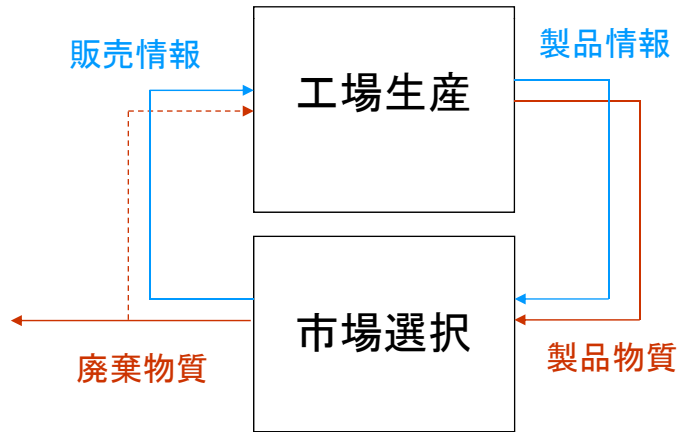 販売情報
工場生産
製品情報
市場選択
廃棄物質
製品物質